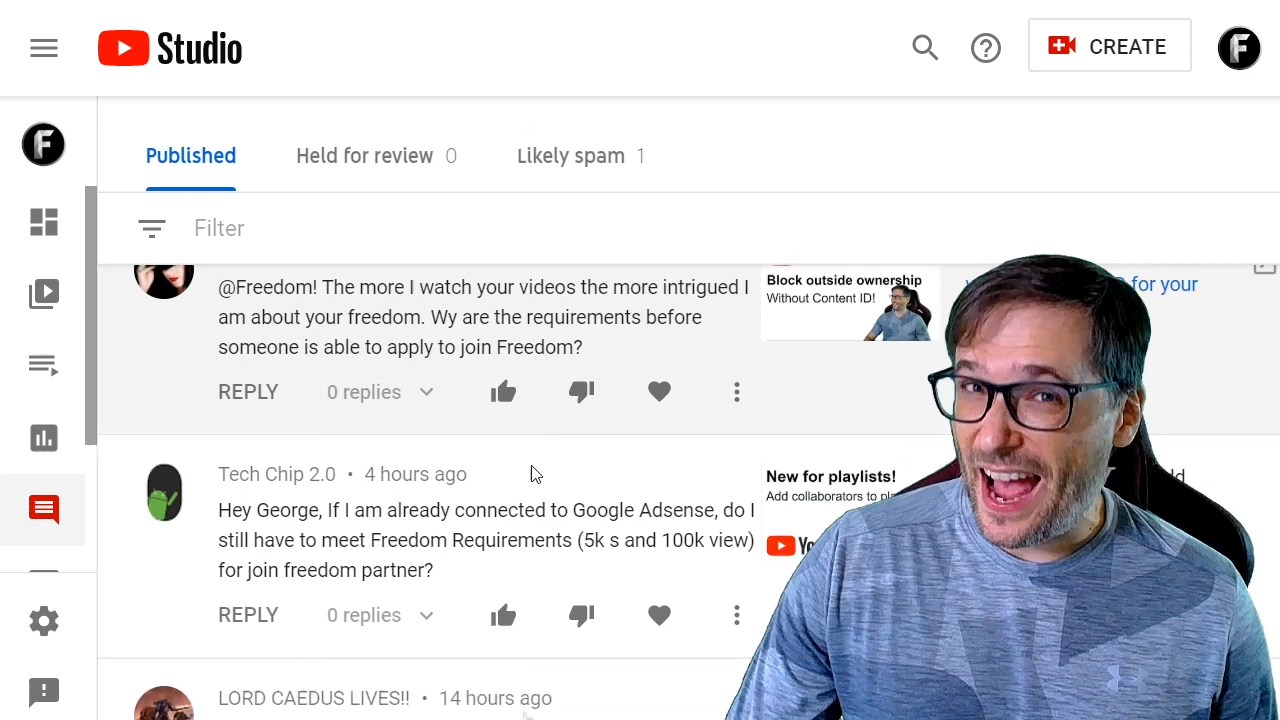 Studio
CREATE
F
F
Published
Held for review 0
Likely spam 1
Filter
@Freedom! The more I watch your videos the more intrigued I
am about your freedom. Wy are the requirements before
someone is able to apply to join Freedom?
Block outside ownership
Without Content ID!
for your
REPLY
0 replies
Tech Chip 2.0 • 4 hours ago
Hey George, If I am already connected to Google Adsense, do I
still have to meet Freedom Requirements (5k s and 100k view)
for join freedom partner?
New for playlists!
Add collaborators to
REPLY
0 replies
LORD CAEDUS LIVES!! • 14 hours ago